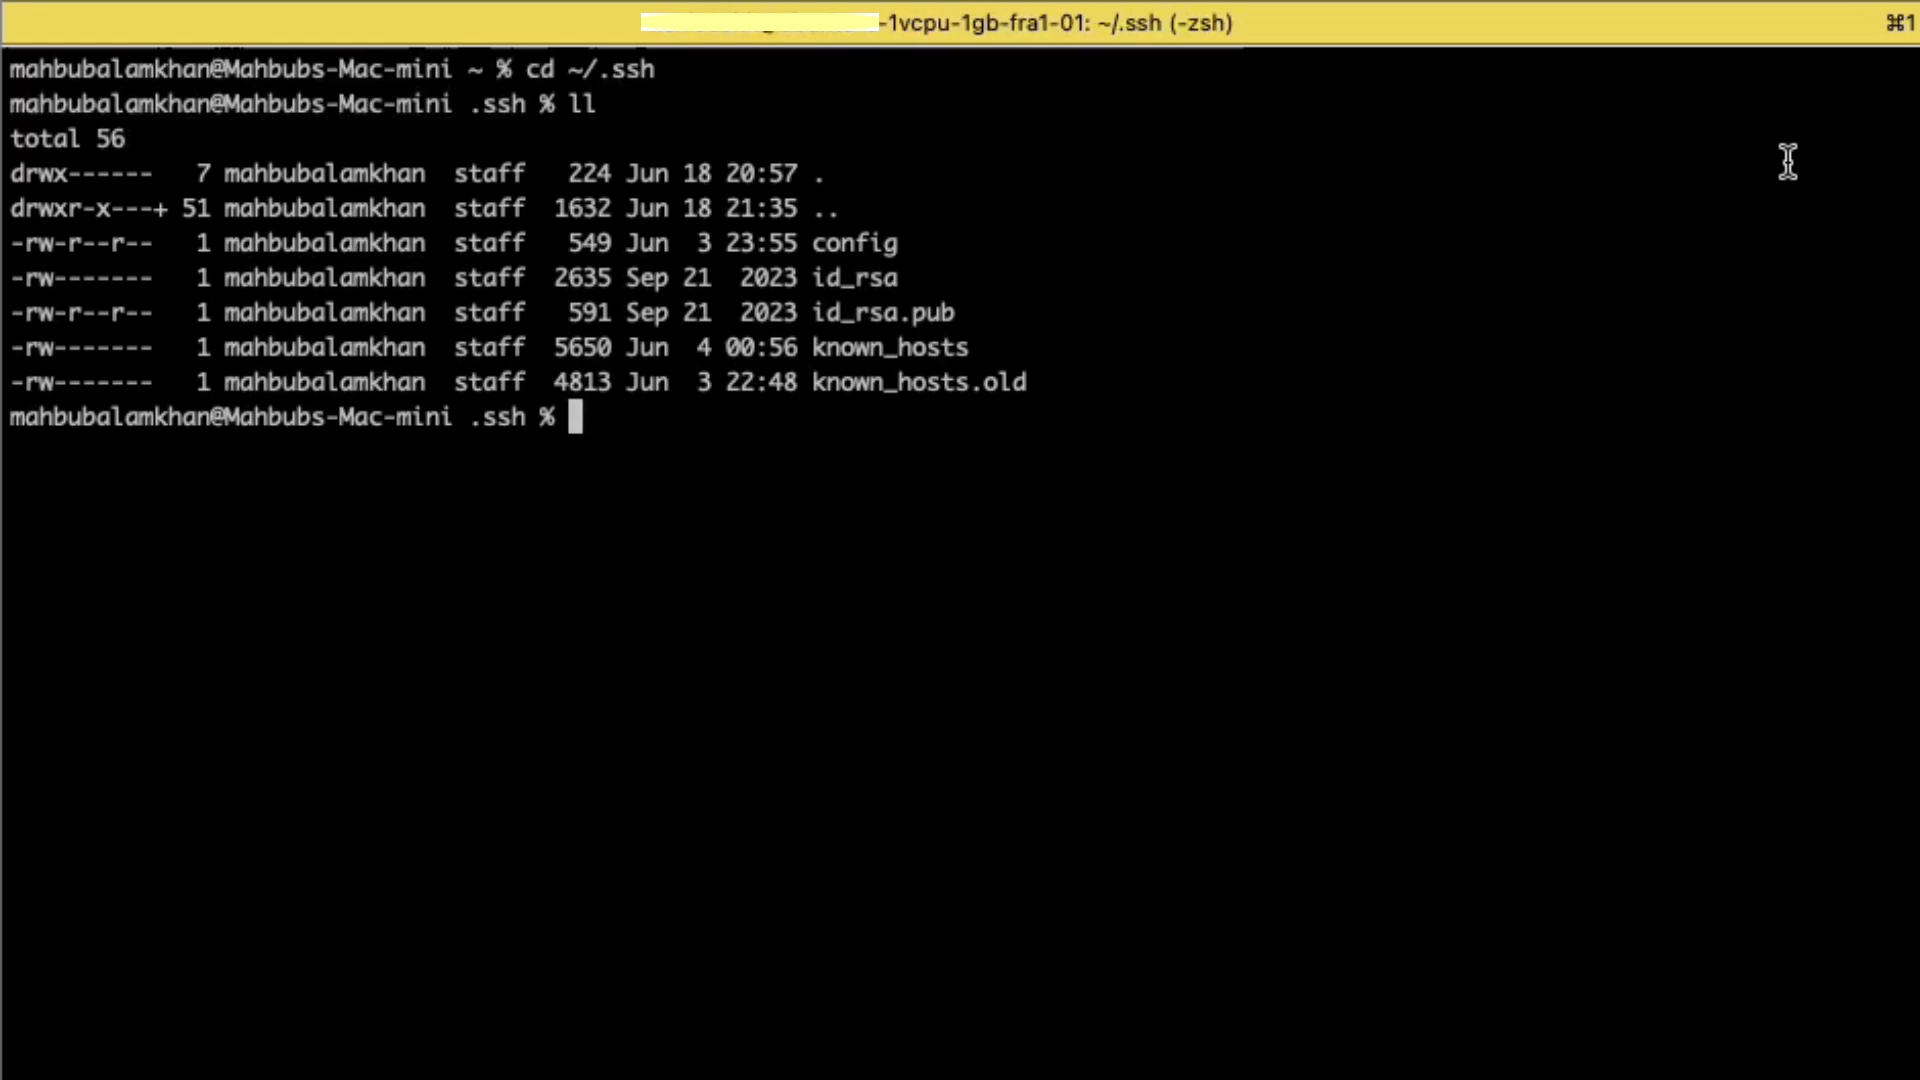 -1vcpu-1gb-fra1-01: ~/.ssh (-zsh) ⌘1
mahbubalamkhan@Mahbubs-Mac-mini ~ % cd ~/.ssh
mahbubalamkhan@Mahbubs-Mac-mini .ssh % ll
total 56
drwx------   7 mahbubalamkhan  staff   224 Jun 18 20:57 .
drwxr-x---+ 51 mahbubalamkhan  staff  1632 Jun 18 21:35 ..
-rw-r--r--   1 mahbubalamkhan  staff   549 Jun  3 23:55 config
-rw-------   1 mahbubalamkhan  staff  2635 Sep 21  2023 id_rsa
-rw-r--r--   1 mahbubalamkhan  staff   591 Sep 21  2023 id_rsa.pub
-rw-------   1 mahbubalamkhan  staff  5650 Jun  4 00:56 known_hosts
-rw-------   1 mahbubalamkhan  staff  4813 Jun  3 22:48 known_hosts.old
mahbubalamkhan@Mahbubs-Mac-mini .ssh %